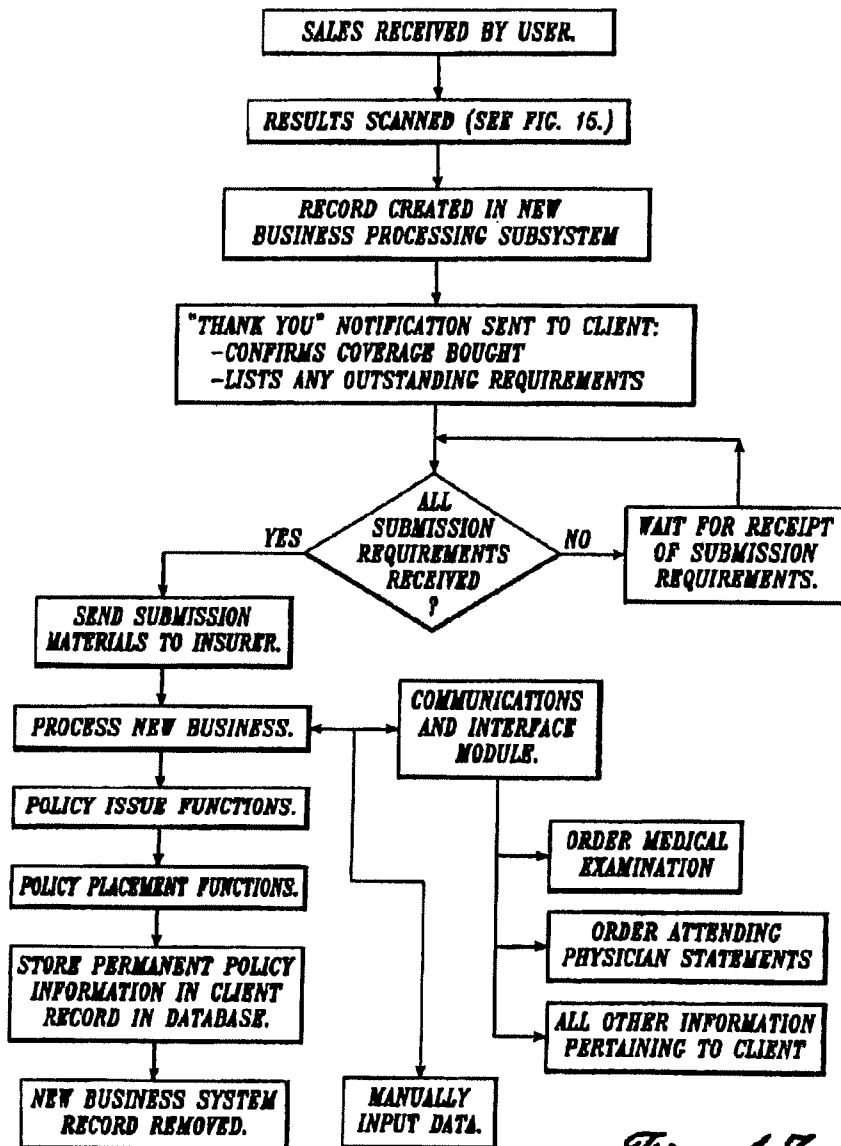 SALES RECEIVED BY USER.
RESULTS SCANNED (SEE FIG. 16.)
RECORD CREATED IN NEW
BUSINESS PROCESSING SUBSYSTEM
"THANK YOU" NOTIFICATION SENT TO CLIENT:
-CONFIRMS COVERAGE BOUGHT
-LISTS ANY OUTSTANDING REQUIREMENTS
ALL
SUBMISSION
REQUIREMENTS
RECEIVED
?
YES
NO
WAIT FOR RECEIPT
OF SUBMISSION
REQUIREMENTS.
SEND SUBMISSION
MATERIALS TO INSURER.
PROCESS NEW BUSINESS.
COMMUNICATIONS
AND INTERFACE
MODULE.
POLICY ISSUE FUNCTIONS.
ORDER MEDICAL
EXAMINATION
POLICY PLACEMENT FUNCTIONS.
ORDER ATTENDING
PHYSICIAN STATEMENTS
STORE PERMANENT POLICY
INFORMATION IN CLIENT
RECORD IN DATABASE.
ALL OTHER INFORMATION
PERTAINING TO CLIENT
NEW BUSINESS SYSTEM
RECORD REMOVED.
MANUALLY
INPUT DATA.